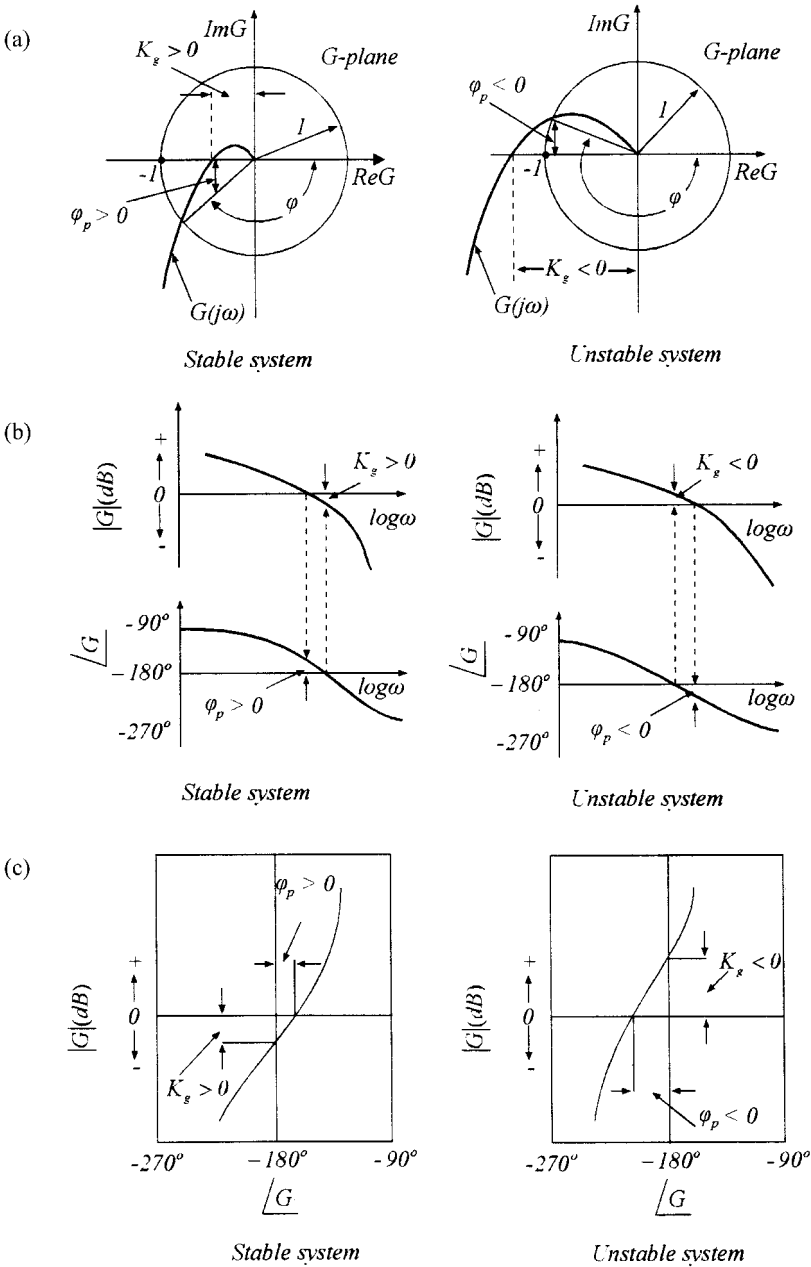 (a)
ImG
K_g > 0
G-plane
1
-1
ReG
φ_p > 0
φ
G(jω)
Stable system
ImG
G-plane
φ_p < 0
1
-1
ReG
φ
K_g < 0
G(jω)
Unstable system
(b)
|G|(dB)
+
0
-
K_g > 0
logω
∠G
-90°
-180°
-270°
φ_p > 0
logω
Stable system
|G|(dB)
+
0
-
K_g < 0
logω
∠G
-90°
-180°
-270°
φ_p < 0
logω
Unstable system
(c)
|G|(dB)
+
0
-
φ_p > 0
K_g > 0
-270° -180° -90°
∠G
Stable system
|G|(dB)
+
0
-
K_g < 0
φ_p < 0
-270° -180° -90°
∠G
Unstable system